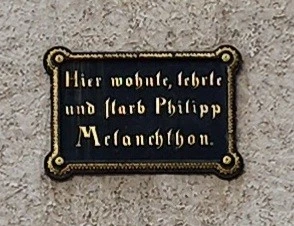 Hier wohnte, lehrte
und starb Philipp
Melanchthon.